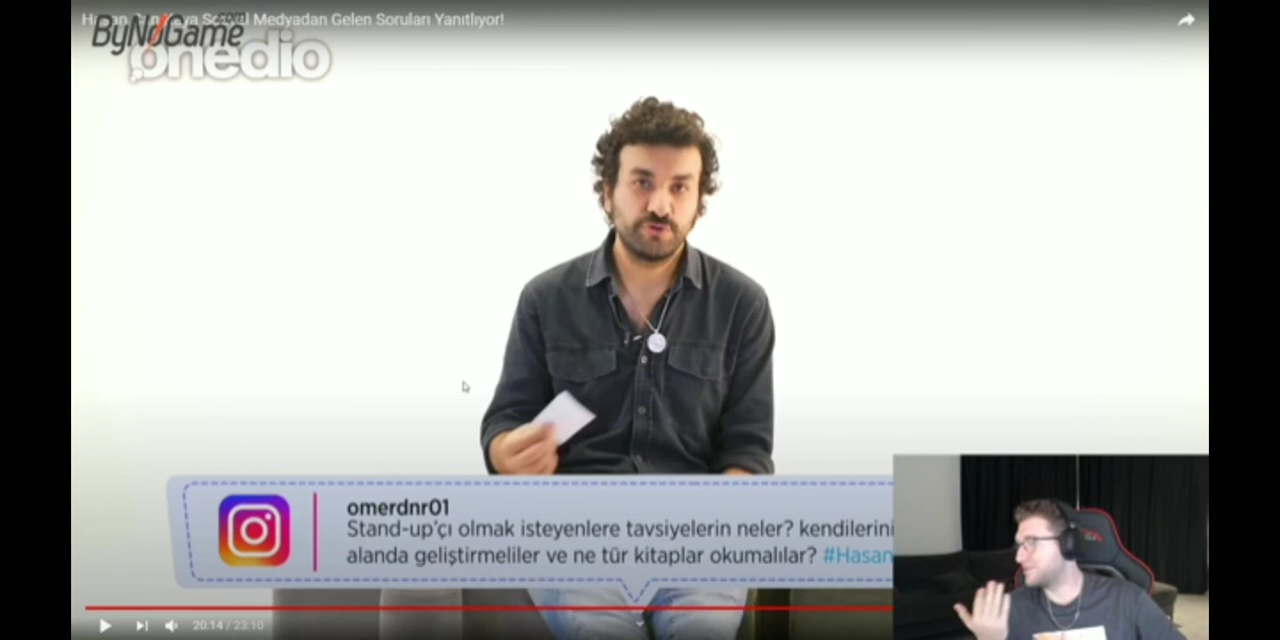 Medyadan Gelen Soruları Yanıtlıyor!
ByNoGame
onedio
omerdnr01
Stand-up'çı olmak isteyenlere tavsiyelerin neler? kendilerini
alanda geliştirmeliler ve ne tür kitaplar okumalılar? #Hasan
20:14 / 23:10